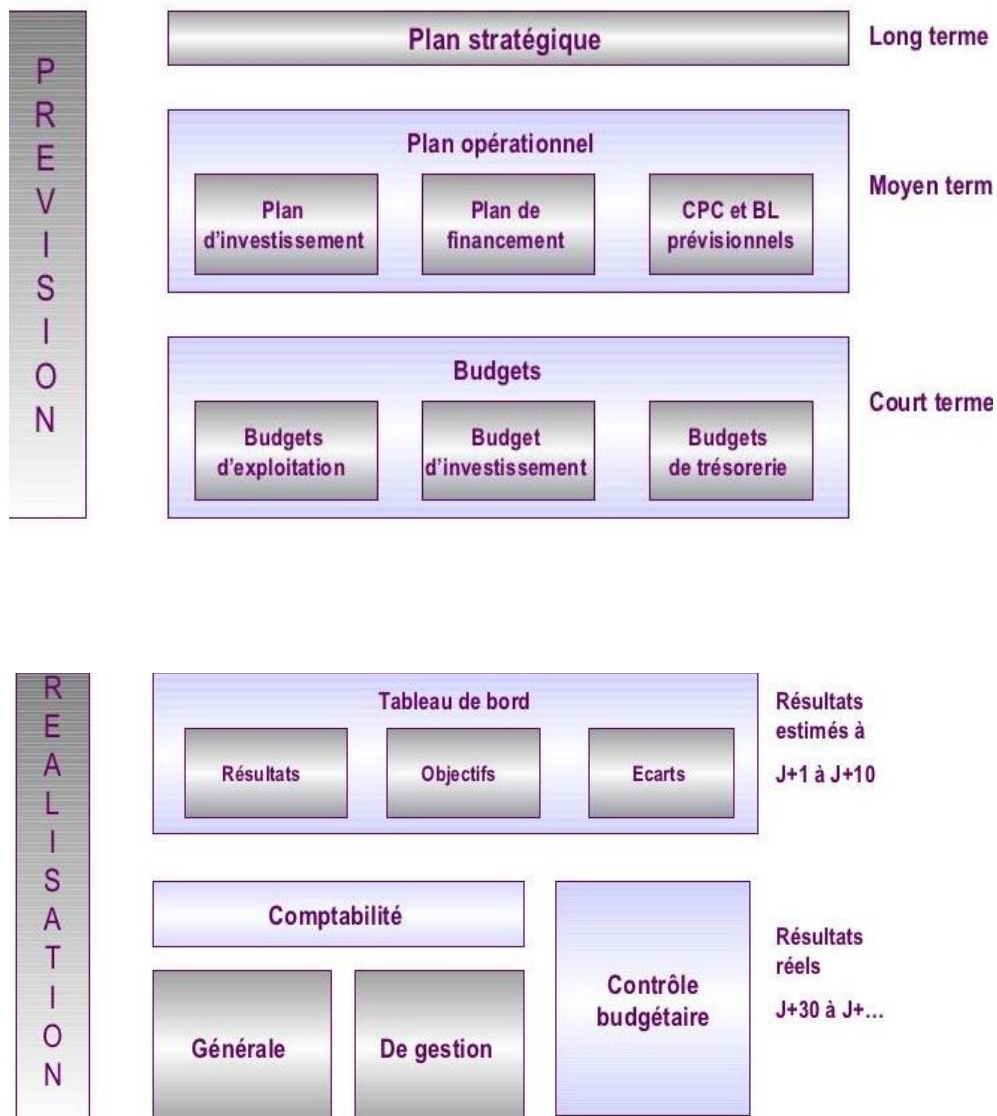 PREVISION
Plan stratégique
Long terme
Plan opérationnel
Moyen term
Plan
d'investissement
Plan de
financement
CPC et BL
prévisionnels
Budgets
Court terme
Budgets
d'exploitation
Budget
d'investissement
Budgets
de trésorerie
REALISATION
Tableau de bord
Résultats
estimés à
J+1 à J+10
Résultats
Objectifs
Ecarts
Comptabilité
Générale
De gestion
Contrôle
budgétaire
Résultats
réels
J+30 à J+...